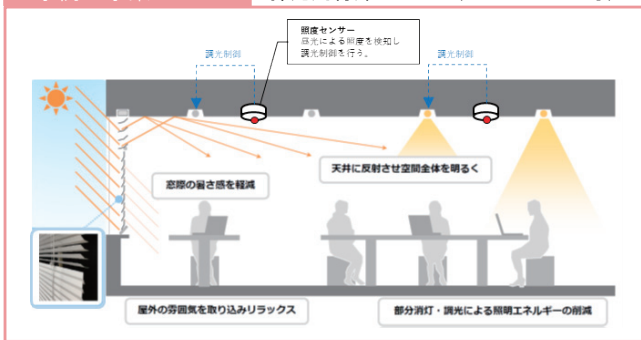 照度センサー
昼光による照度を検知し
調光制御を行う。
調光制御
調光制御
窓際の暑さ感を軽減
天井に反射させ空間全体を明るく
屋外の雰囲気を取り込みリラックス
部分消灯・調光による照明エネルギーの削減